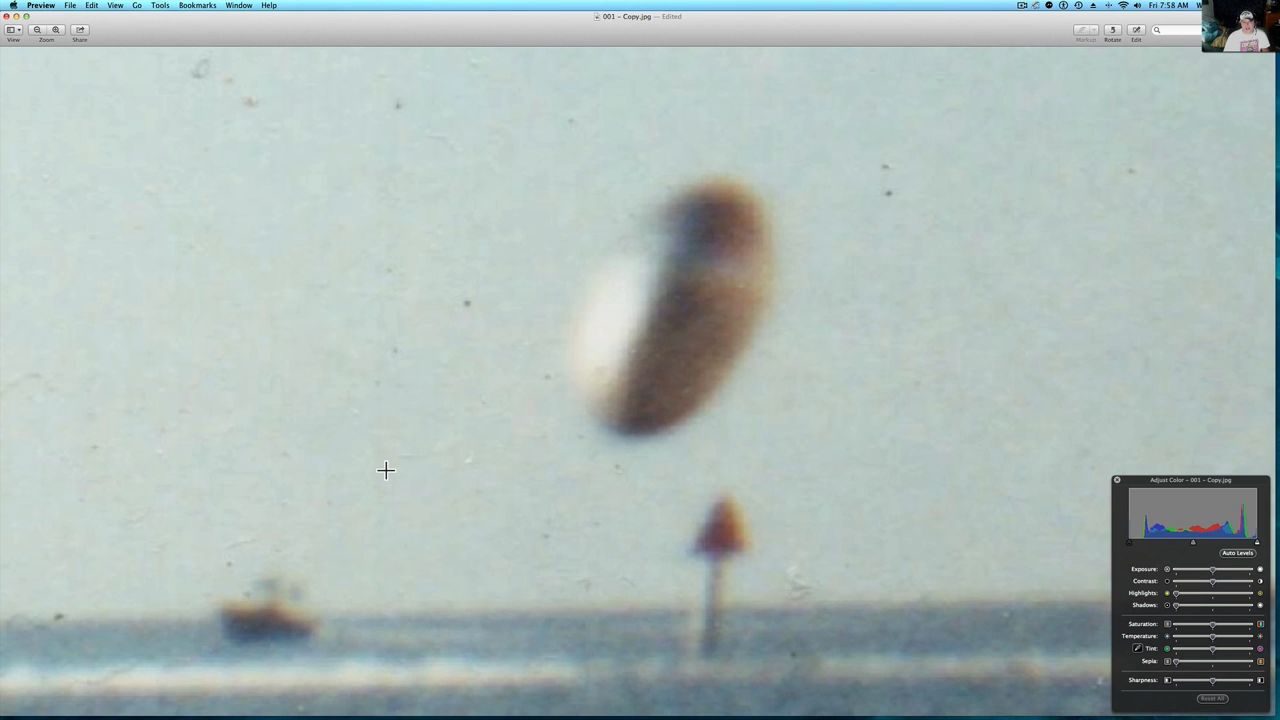 Preview File Edit View Go Tools Bookmarks Window Help Fri 7:58 AM
001 - Copy.jpg — Edited
View Zoom Share Markup Rotate Edit
Adjust Color - 001 - Copy.jpg
Auto Levels
Exposure:
Contrast:
Highlights:
Shadows:
Saturation:
Temperature:
Tint:
Sepia:
Sharpness:
Reset All